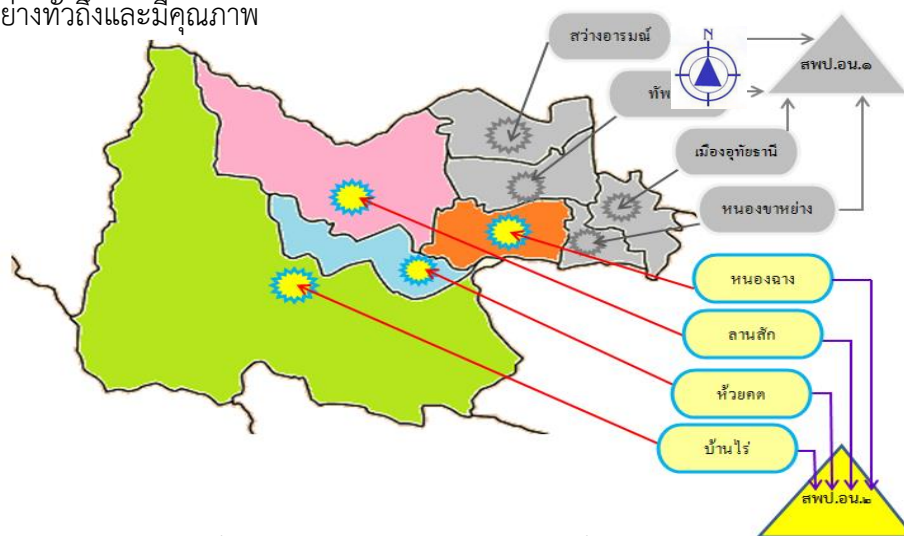 ย่างทั่วถึงและมีคุณภาพ
สว่างอารมณ์
N
สพป.อน.๑
ทัพ
เมืองอุทัยธานี
หนองขาหย่าง
หนองฉาง
ลานสัก
ห้วยคต
บ้านไร่
สพป.อน.๒